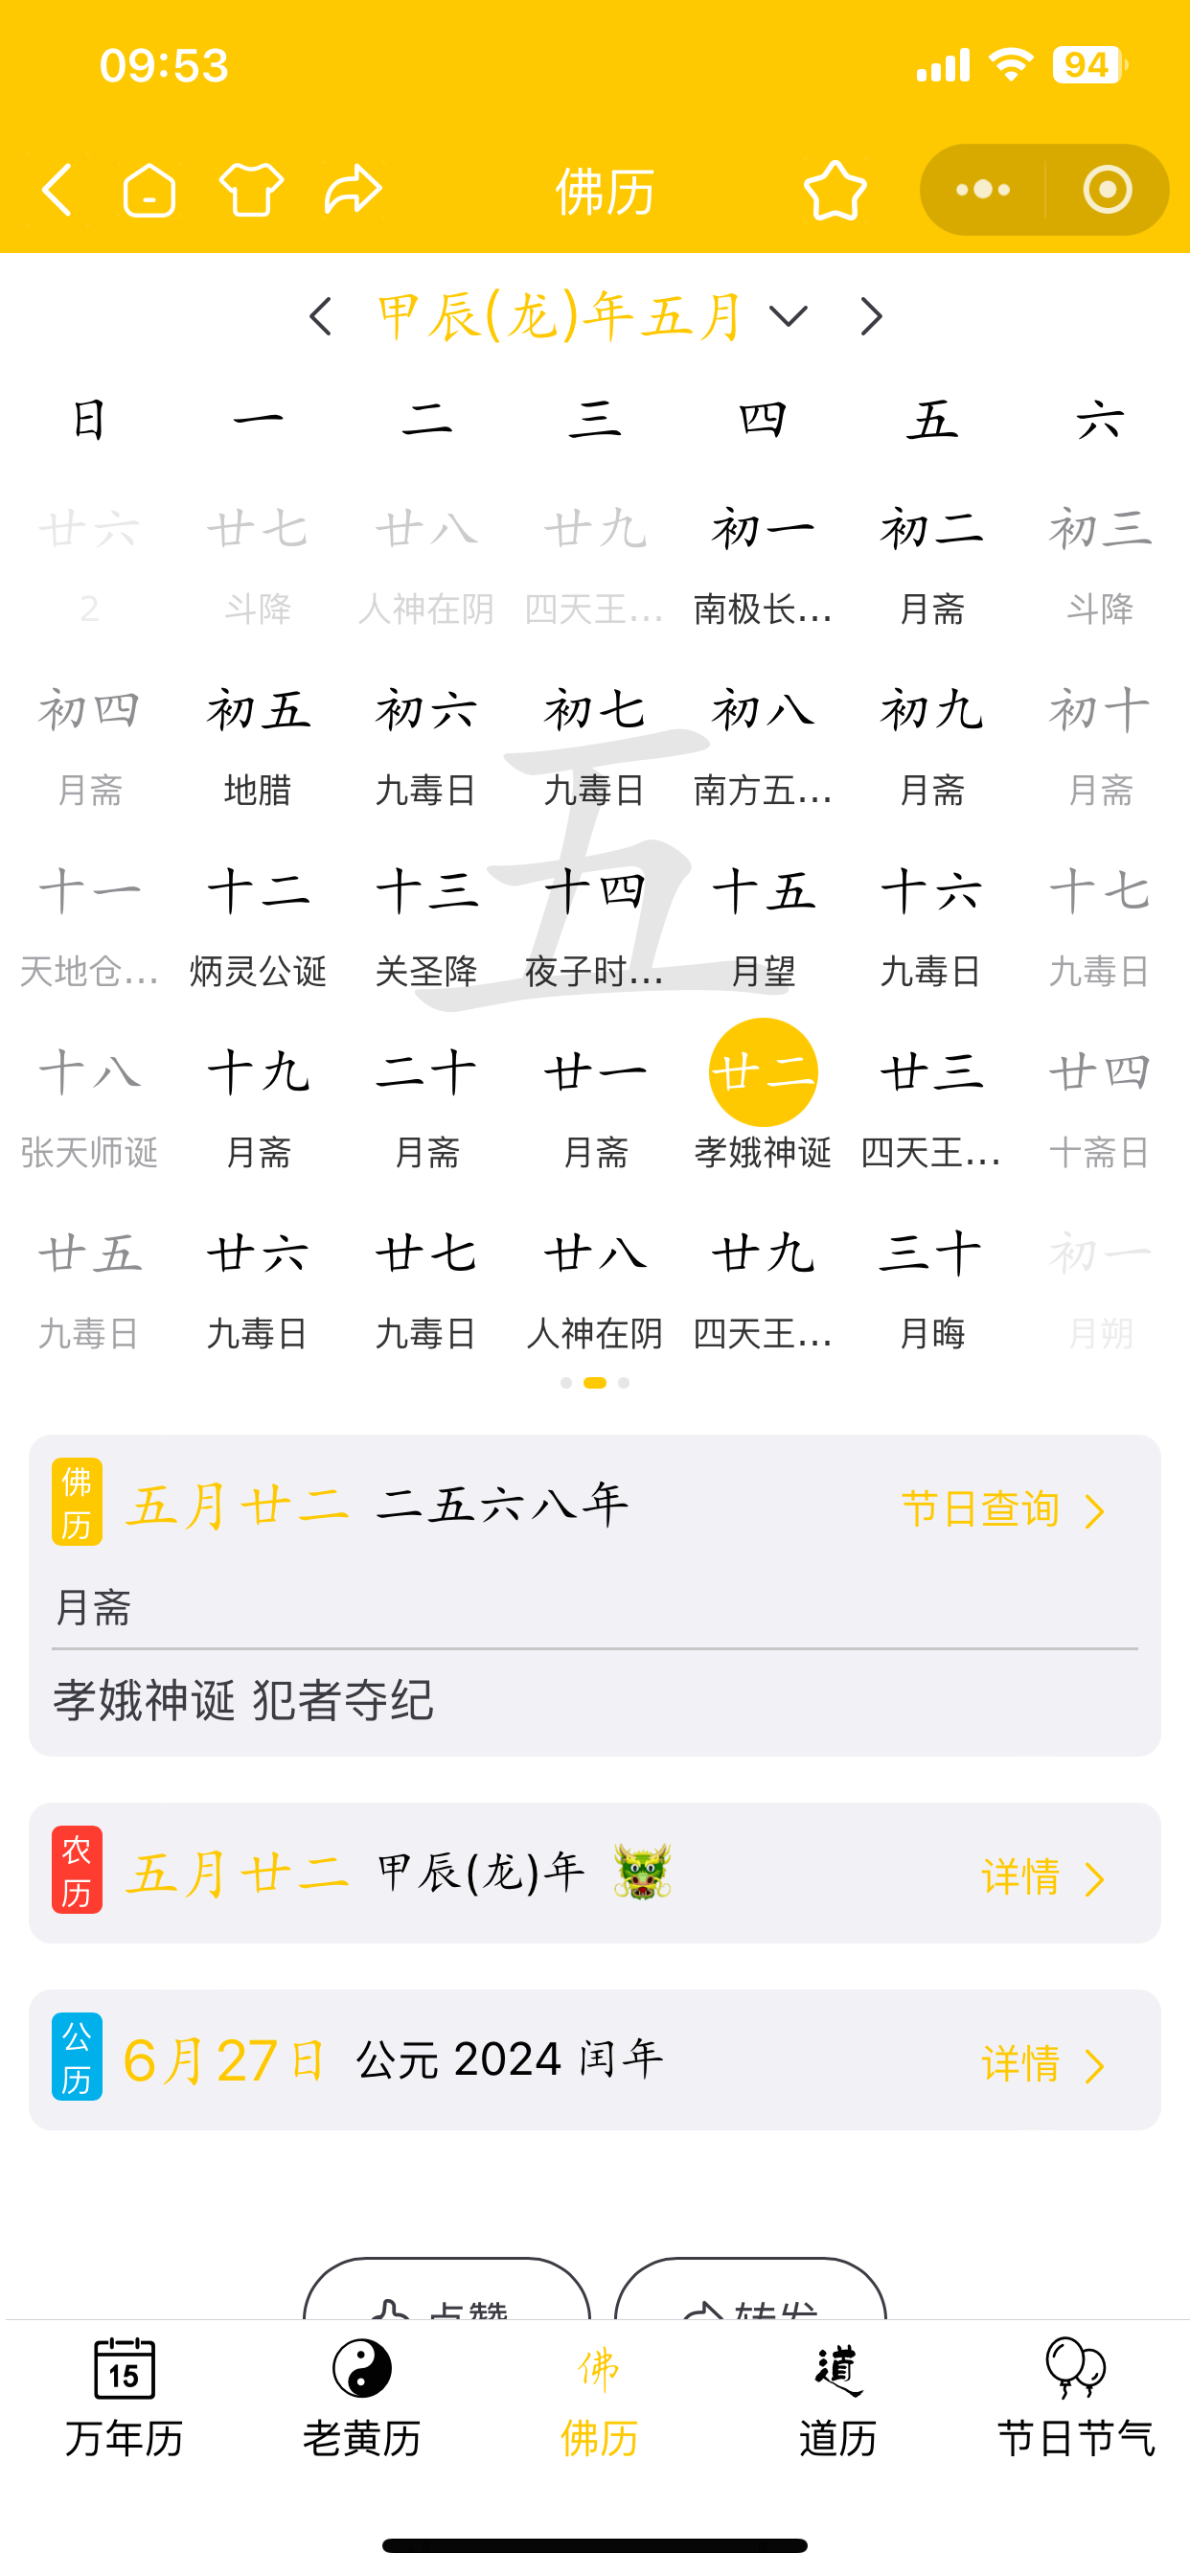 09:53
94
佛历
甲辰(龙)年五月
日 一 二 三 四 五 六
廿六 廿七 廿八 廿九 初一 初二 初三
2 斗降 人神在阴 四天王... 南极长... 月斋 斗降
初四 初五 初六 初七 初八 初九 初十
月斋 地腊 九毒日 九毒日 南方五... 月斋 月斋
五
十一 十二 十三 十四 十五 十六 十七
天地仓... 炳灵公诞 关圣降 夜子时... 月望 九毒日 九毒日
十八 十九 二十 廿一 廿二 廿三 廿四
张天师诞 月斋 月斋 月斋 孝娥神诞 四天王... 十斋日
廿五 廿六 廿七 廿八 廿九 三十 初一
九毒日 九毒日 九毒日 人神在阴 四天王... 月晦 月朔
佛历 五月廿二 二五六八年 节日查询
月斋
孝娥神诞 犯者夺纪
农历 五月廿二 甲辰(龙)年 详情
公历 6月27日 公元 2024 闰年 详情
点赞 转发
15 佛 道
万年历 老黄历 佛历 道历 节日节气